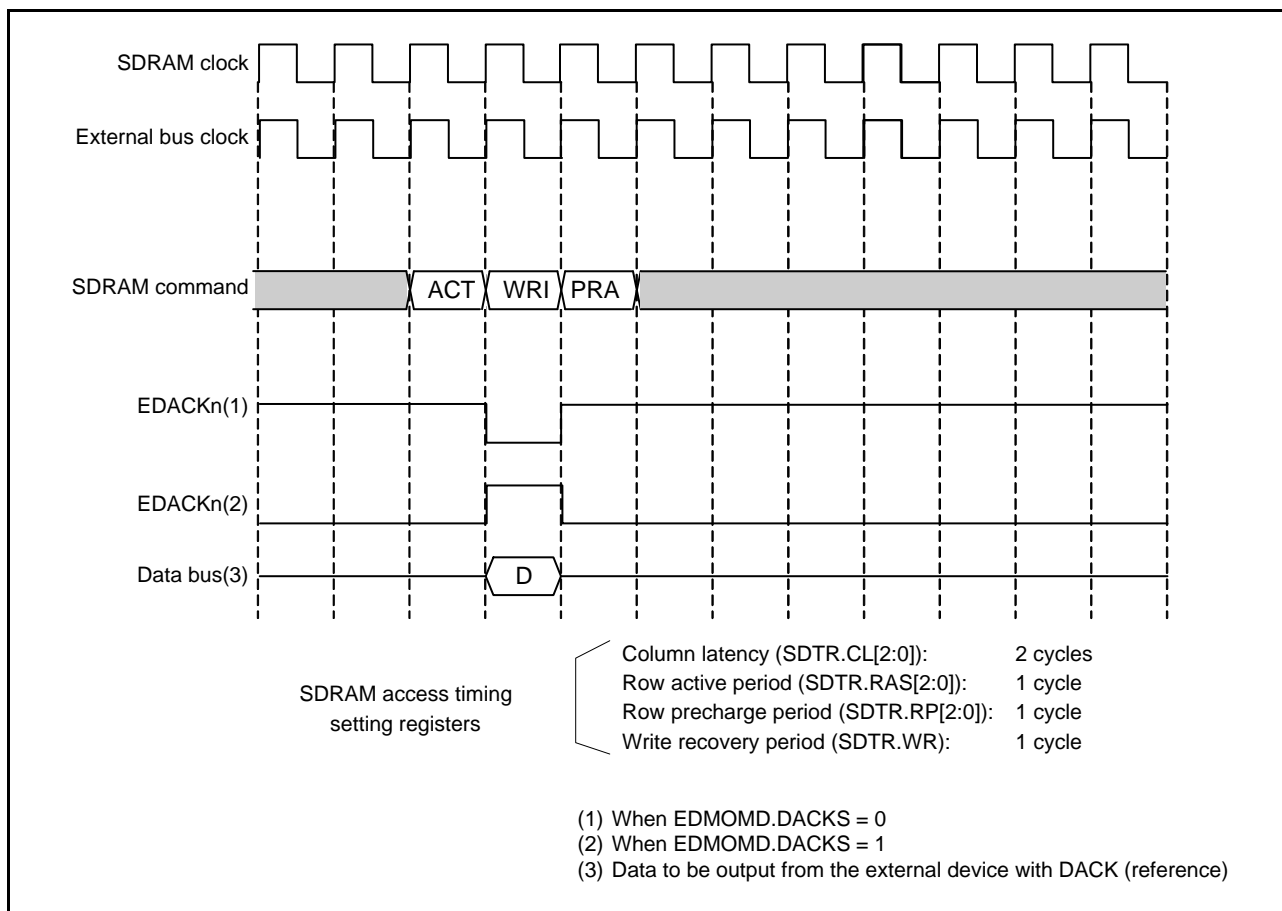 SDRAM clock
External bus clock
SDRAM command
ACT WRI PRA
EDACKn(1)
EDACKn(2)
Data bus(3)
D
SDRAM access timing
setting registers
Column latency (SDTR.CL[2:0]): 2 cycles
Row active period (SDTR.RAS[2:0]): 1 cycle
Row precharge period (SDTR.RP[2:0]): 1 cycle
Write recovery period (SDTR.WR): 1 cycle
(1) When EDMOMD.DACKS = 0
(2) When EDMOMD.DACKS = 1
(3) Data to be output from the external device with DACK (reference)